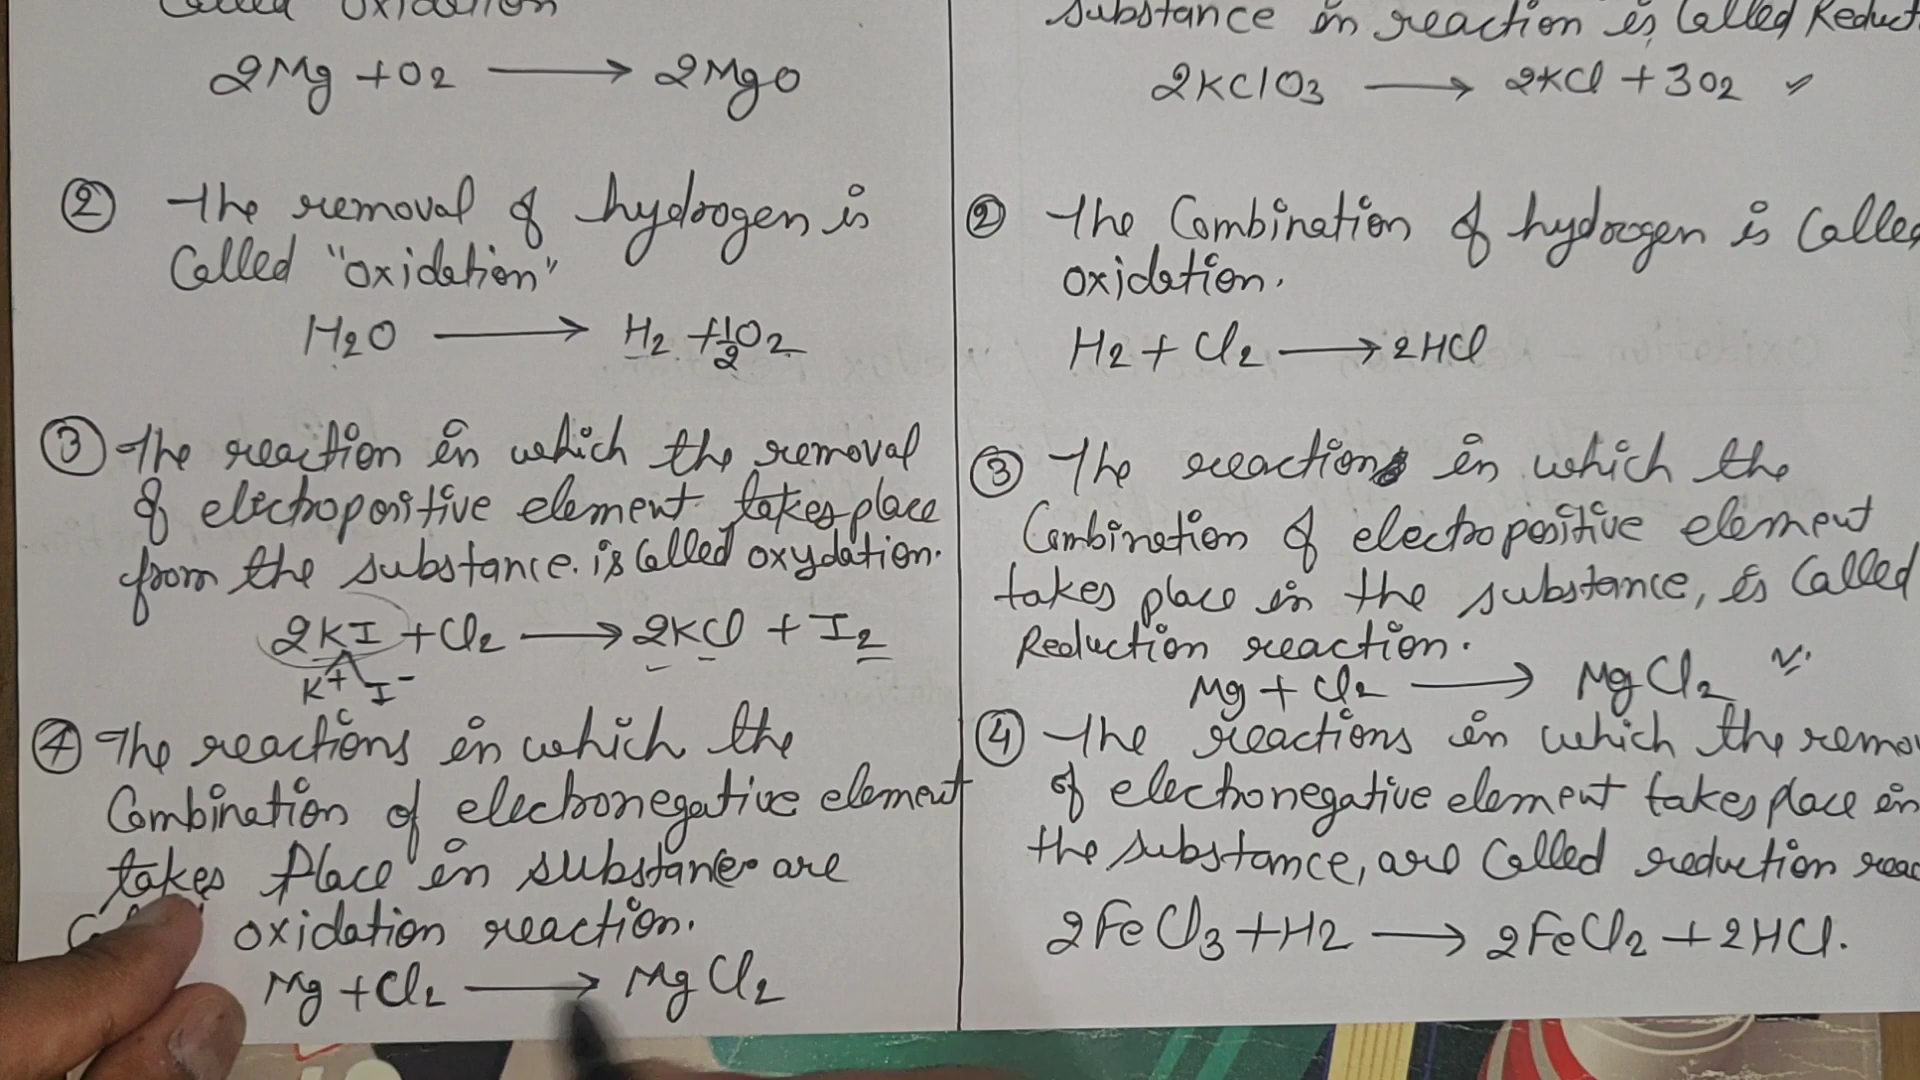 Called oxidation
2Mg + O2 → 2MgO
② The removal of hydrogen is
Called "oxidation"
H2O → H2 + 1/2 O2
③ The reaction in which the removal
of electropositive element takes place
from the substance. is Called oxydation.
2KI + Cl2 → 2KCl + I2
K+ I-
④ The reactions in which the
Combination of electronegative element
takes place in substance are
oxidation reaction.
Mg + Cl2 → MgCl2
substance in reaction is Called Reduct
2KClO3 → 2KCl + 3O2
② The Combination of hydrogen is Called
oxidation.
H2 + Cl2 → 2HCl
③ The reaction in which the
Combination of electropositive element
takes place in the substance, is Called
Reduction reaction.
Mg + Cl2 → MgCl2
④ The reactions in which the remov
of electronegative element takes place in
the substance, are Called reduction reac
2FeCl3 + H2 → 2FeCl2 + 2HCl.